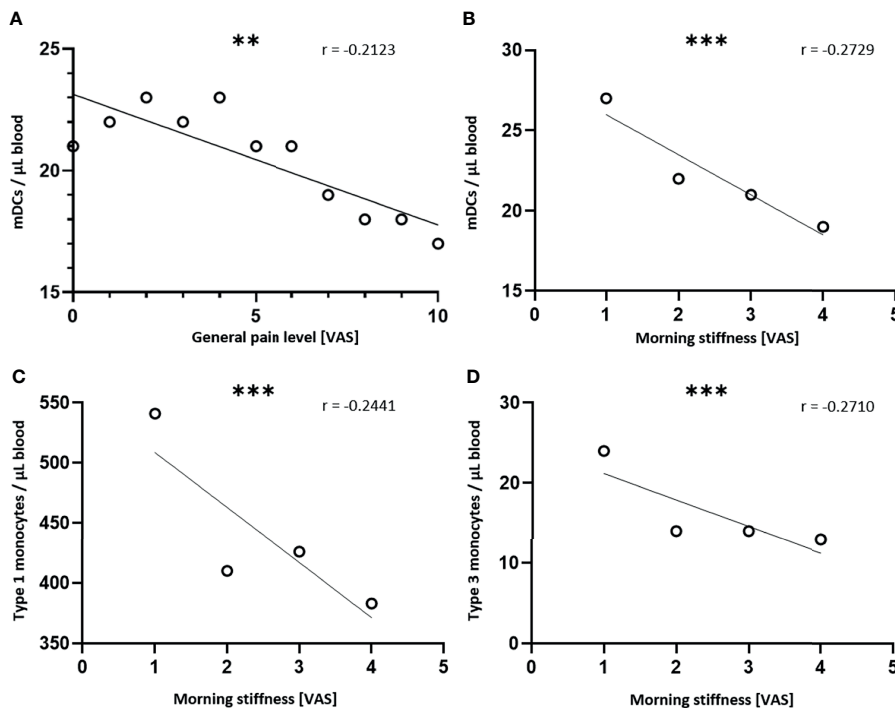 A
**
r = -0.2123
25
20
15
mDCs / μL blood
0
5
10
General pain level [VAS]
B
***
r = -0.2729
30
25
20
15
mDCs / μL blood
0
1
2
3
4
5
Morning stiffness [VAS]
C
***
r = -0.2441
550
500
450
400
350
Type 1 monocytes / μL blood
0
1
2
3
4
5
Morning stiffness [VAS]
D
***
r = -0.2710
30
20
10
0
Type 3 monocytes / μL blood
0
1
2
3
4
5
Morning stiffness [VAS]